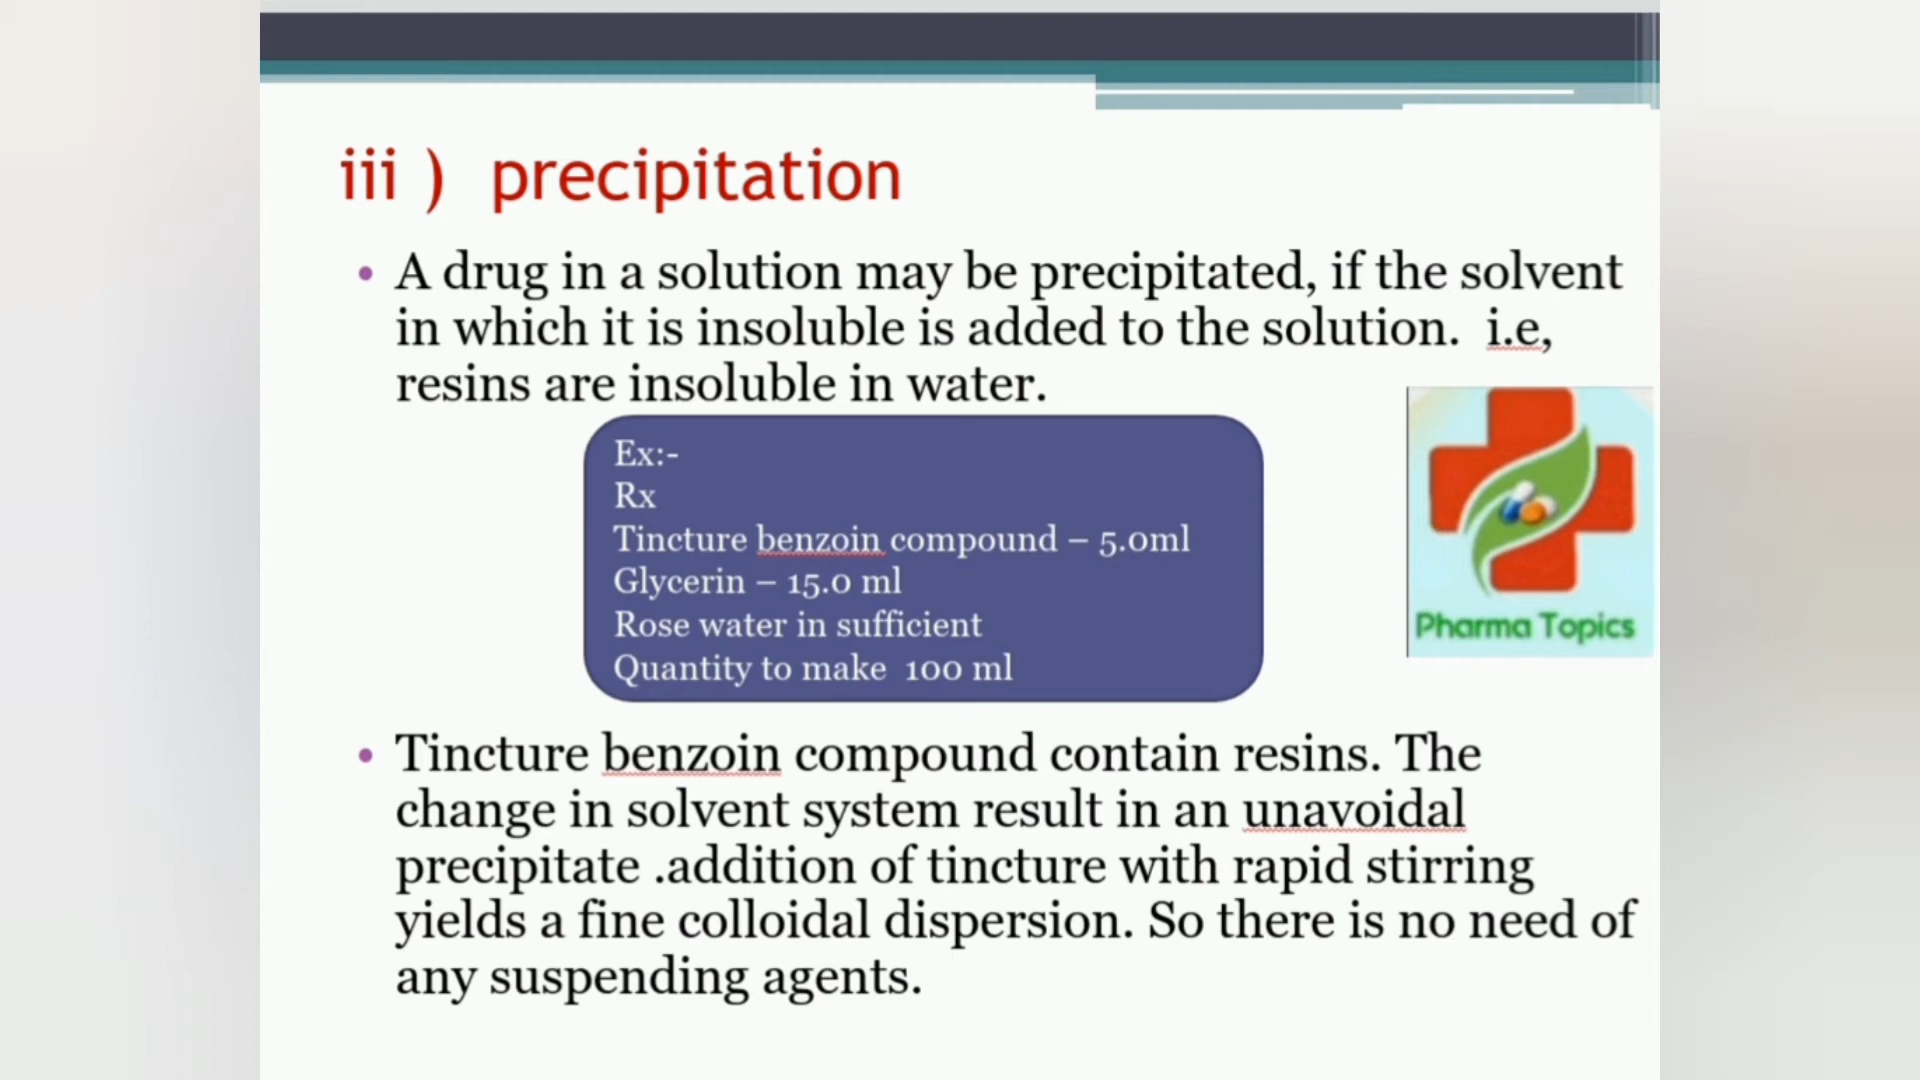 iii ) precipitation
• A drug in a solution may be precipitated, if the solvent
in which it is insoluble is added to the solution. i.e,
resins are insoluble in water.
Ex:-
Rx
Tincture benzoin compound – 5.0ml
Glycerin – 15.0 ml
Rose water in sufficient
Quantity to make 100 ml
Pharma Topics
• Tincture benzoin compound contain resins. The
change in solvent system result in an unavoidal
precipitate .addition of tincture with rapid stirring
yields a fine colloidal dispersion. So there is no need of
any suspending agents.